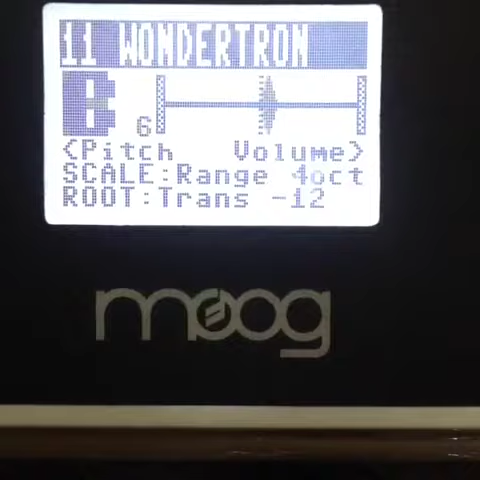 11 WONDERTRON
E
6
<Pitch Volume>
SCALE:Range 4oct
ROOT:Trans -12
moog